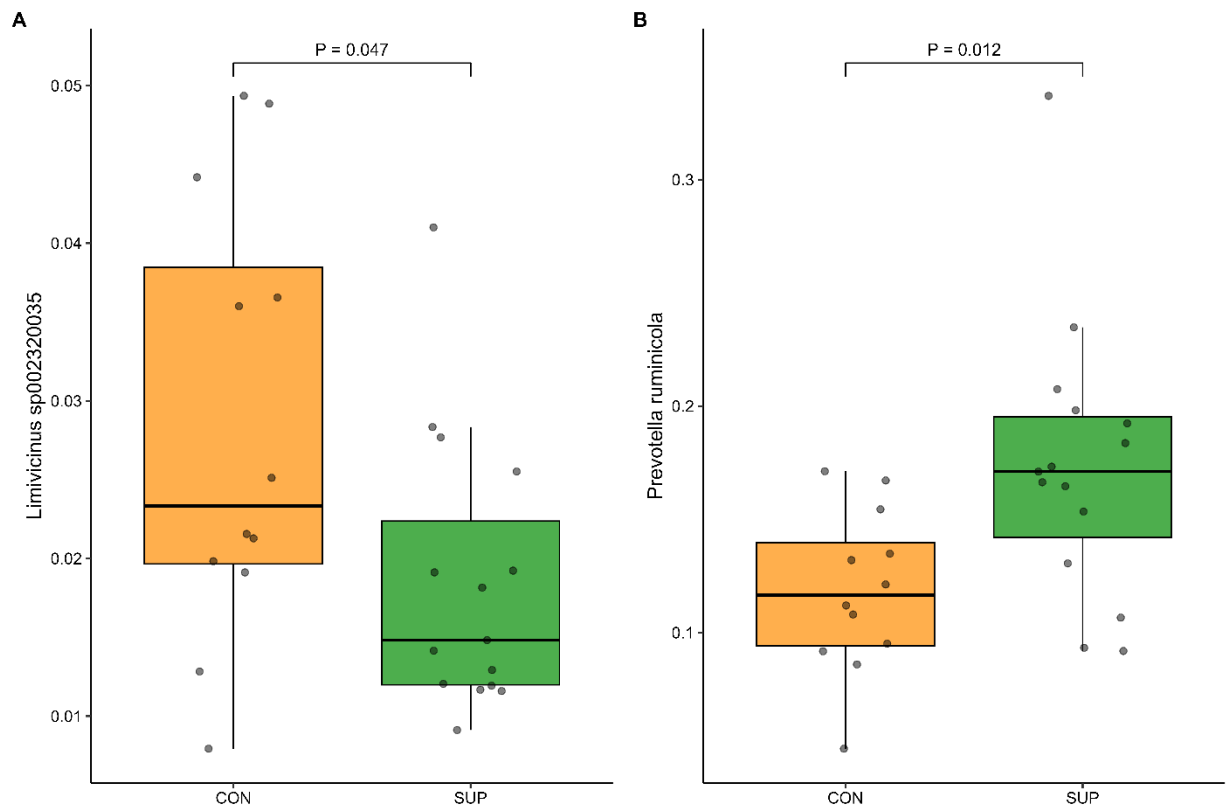 A
P = 0.047
0.05
0.04
0.03
0.02
0.01
Limivicinus sp002320035
CON
SUP
B
P = 0.012
0.3
0.2
0.1
Prevotella ruminicola
CON
SUP